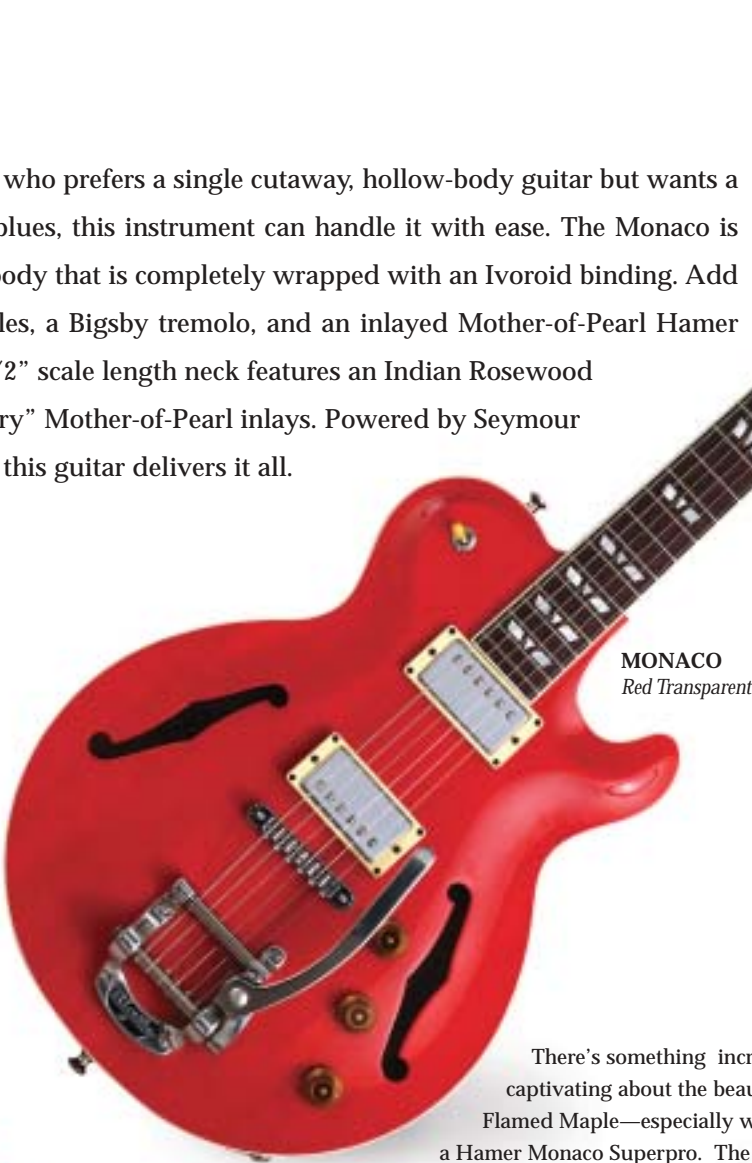 who prefers a single cutaway, hollow-body guitar but wants a
blues, this instrument can handle it with ease. The Monaco is
body that is completely wrapped with an Ivoroid binding. Add
les, a Bigsby tremolo, and an inlayed Mother-of-Pearl Hamer
/2” scale length neck features an Indian Rosewood
ry” Mother-of-Pearl inlays. Powered by Seymour
this guitar delivers it all.
MONACO
Red Transparent
There’s something incr
captivating about the beau
Flamed Maple—especially w
a Hamer Monaco Superpro. The